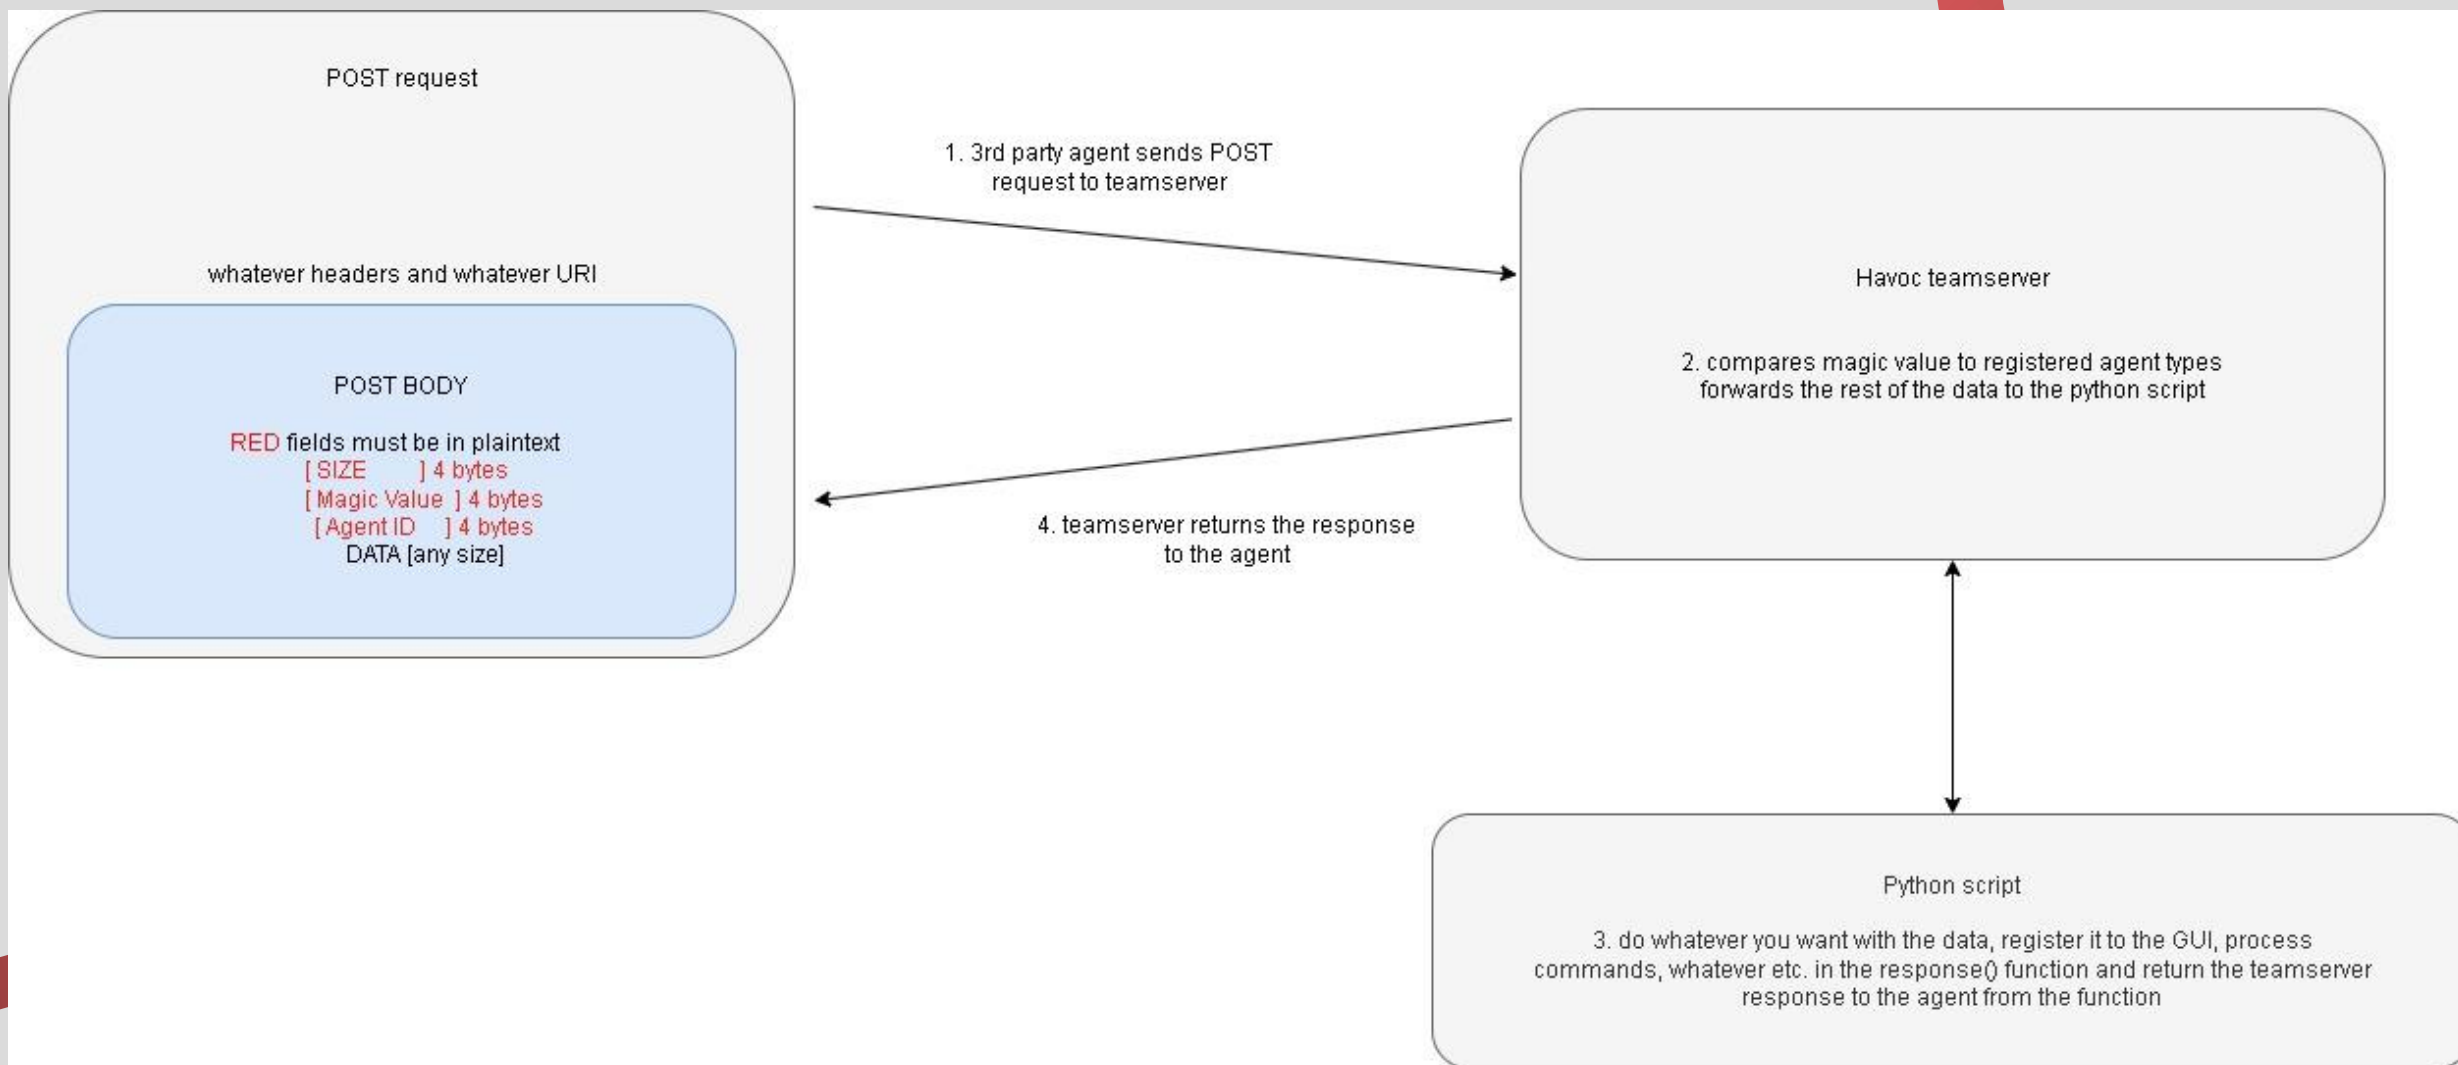 POST request
whatever headers and whatever URI
POST BODY
RED fields must be in plaintext
[ SIZE ] 4 bytes
[ Magic Value ] 4 bytes
[ Agent ID ] 4 bytes
DATA [any size]
1. 3rd party agent sends POST
request to teamserver
Havoc teamserver
2. compares magic value to registered agent types
forwards the rest of the data to the python script
4. teamserver returns the response
to the agent
Python script
3. do whatever you want with the data, register it to the GUI, process
commands, whatever etc. in the response() function and return the teamserver
response to the agent from the function